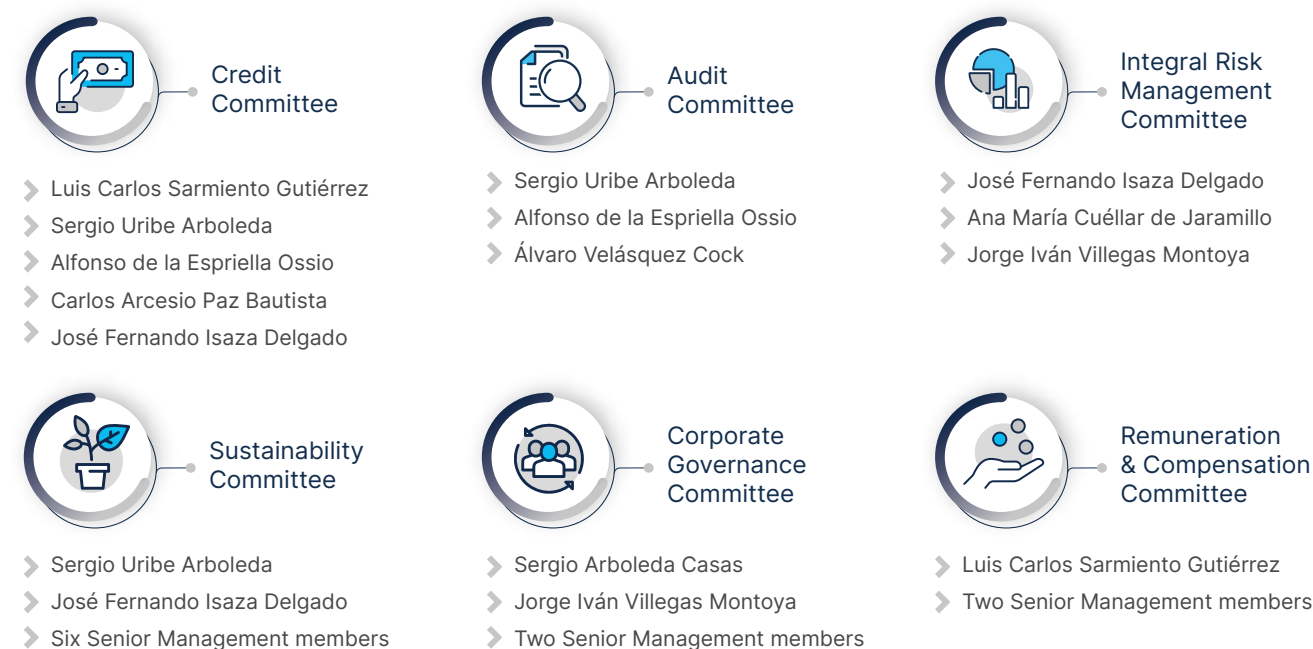 Credit
Committee
Luis Carlos Sarmiento Gutiérrez
Sergio Uribe Arboleda
Alfonso de la Espriella Ossio
Carlos Arcesio Paz Bautista
José Fernando Isaza Delgado
Audit
Committee
Sergio Uribe Arboleda
Alfonso de la Espriella Ossio
Álvaro Velásquez Cock
Integral Risk
Management
Committee
José Fernando Isaza Delgado
Ana María Cuéllar de Jaramillo
Jorge Iván Villegas Montoya
Sustainability
Committee
Sergio Uribe Arboleda
José Fernando Isaza Delgado
Six Senior Management members
Corporate
Governance
Committee
Sergio Arboleda Casas
Jorge Iván Villegas Montoya
Two Senior Management members
Remuneration
& Compensation
Committee
Luis Carlos Sarmiento Gutiérrez
Two Senior Management members